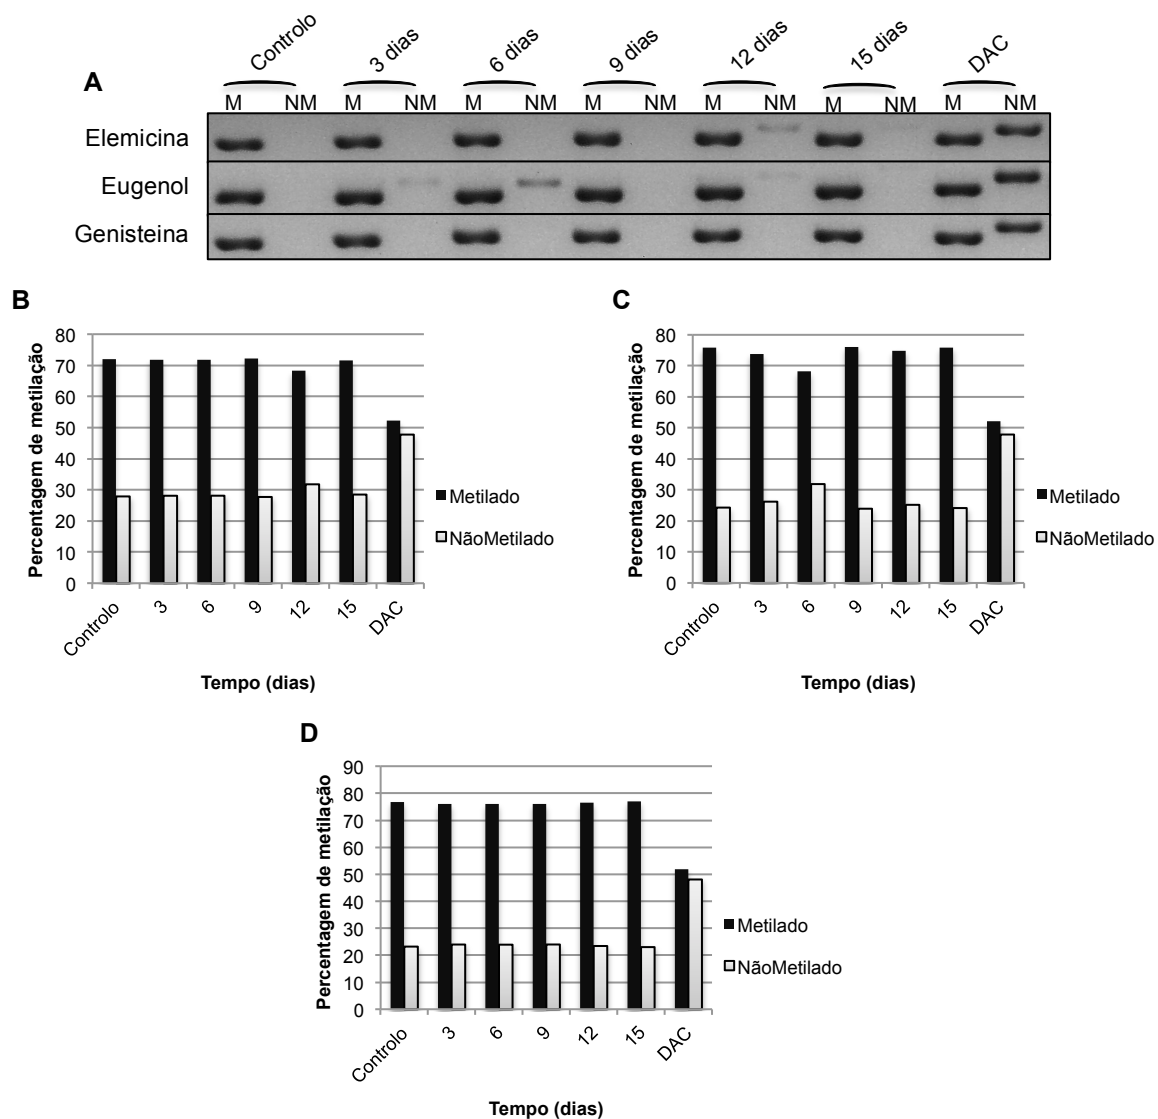 A
Controlo 3 dias 6 dias 9 dias 12 dias 15 dias DAC
M NM M NM M NM M NM M NM M NM M NM
Elemicina
Eugenol
Genisteina
B
Percentagem de metilação
80
70
60
50
40
30
20
10
0
Controlo 3 6 9 12 15 DAC
Tempo (dias)
Metilado
NãoMetilado
C
Percentagem de metilação
80
70
60
50
40
30
20
10
0
Controlo 3 6 9 12 15 DAC
Tempo (dias)
Metilado
NãoMetilado
D
Percentagem de metilação
90
80
70
60
50
40
30
20
10
0
Controlo 3 6 9 12 15 DAC
Tempo (dias)
Metilado
NãoMetilado